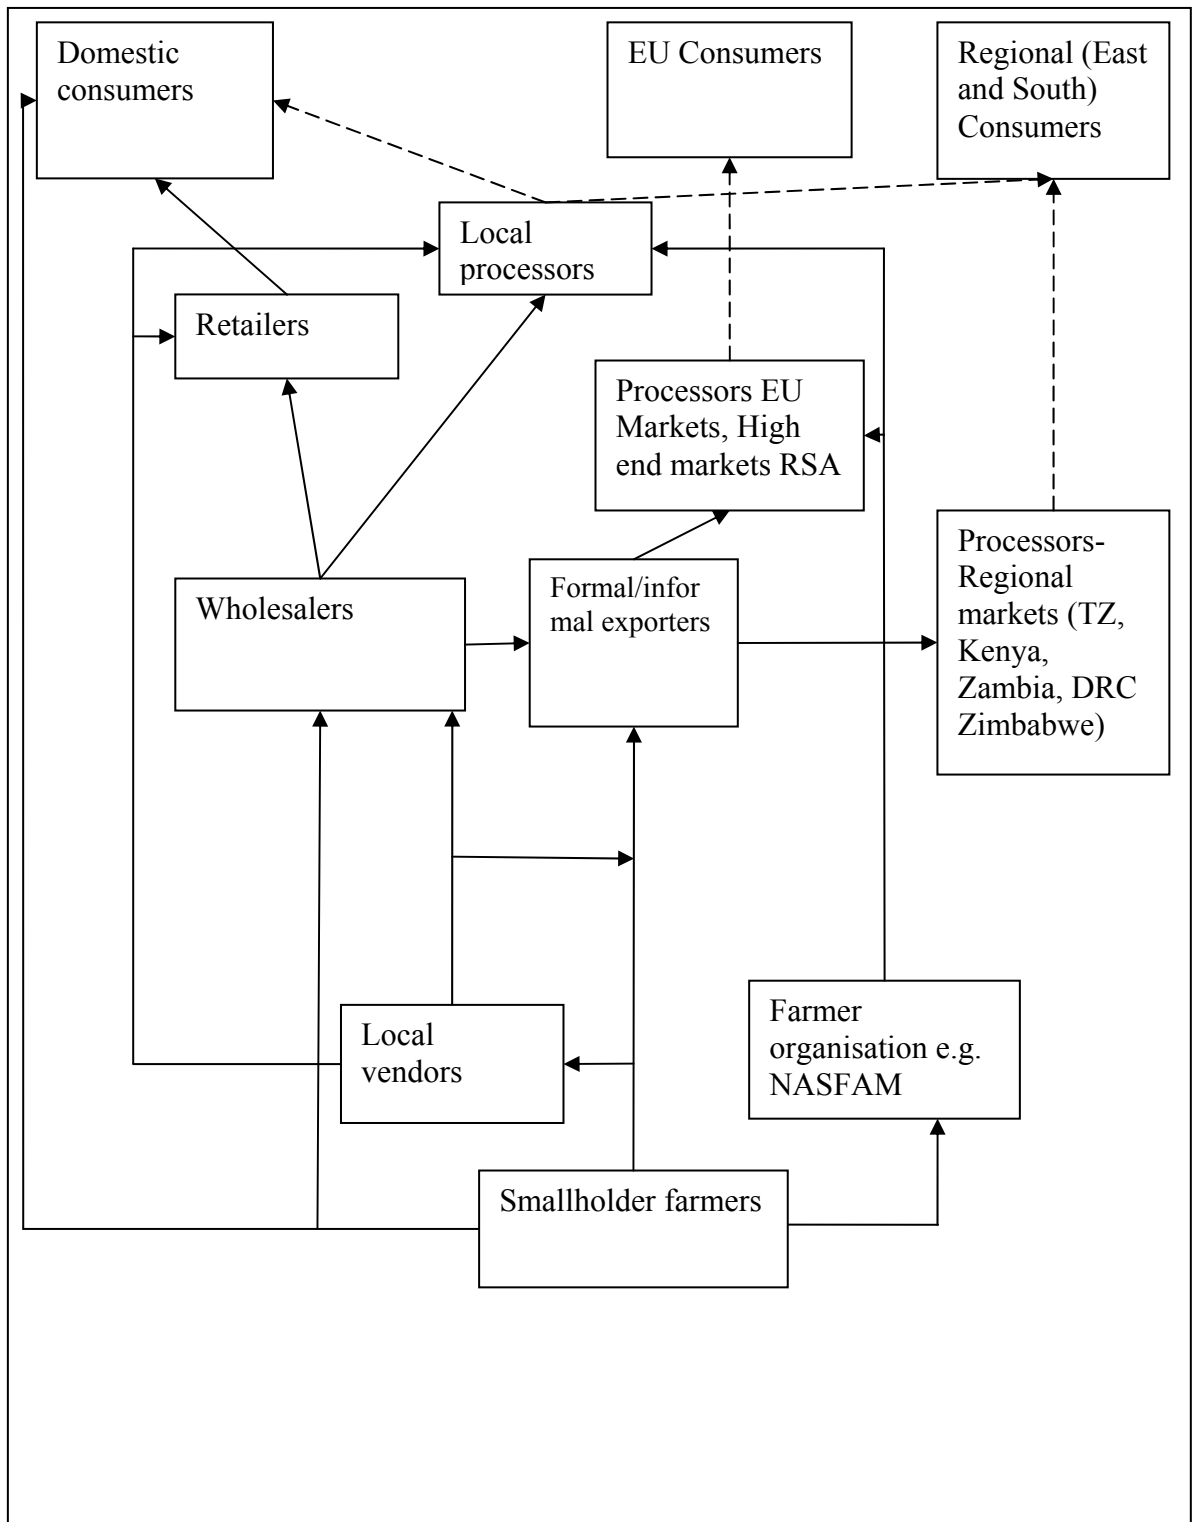 Domestic
consumers
EU Consumers
Regional (East
and South)
Consumers
Local
processors
Retailers
Processors EU
Markets, High
end markets RSA
Processors-
Regional
markets (TZ,
Kenya,
Zambia, DRC
Zimbabwe)
Wholesalers
Formal/infor
mal exporters
Local
vendors
Farmer
organisation e.g.
NASFAM
Smallholder farmers